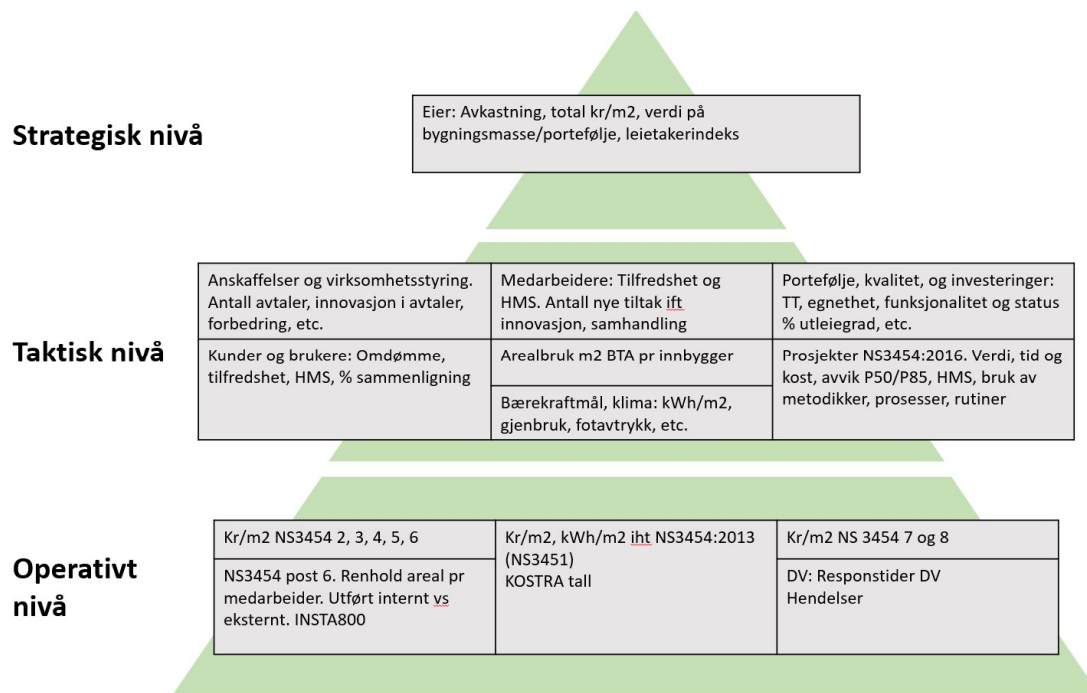 Strategisk nivå
Eier: Avkastning, total kr/m2, verdi på
bygningsmasse/portefølje, leietakerindeks
Taktisk nivå
Anskaffelser og virksomhetsstyring.
Antall avtaler, innovasjon i avtaler,
forbedring, etc.
Medarbeidere: Tilfredshet og
HMS. Antall nye tiltak ift
innovasjon, samhandling
Portefølje, kvalitet, og investeringer:
TT, egnethet, funksjonalitet og status
% utleiegrad, etc.
Kunder og brukere: Omdømme,
tilfredshet, HMS, % sammenligning
Arealbruk m2 BTA pr innbygger
Bærekraftmål, klima: kWh/m2,
gjenbruk, fotavtrykk, etc.
Prosjekter NS3454:2016. Verdi, tid og
kost, avvik P50/P85, HMS, bruk av
metodikker, prosesser, rutiner
Operativt
nivå
Kr/m2 NS3454 2, 3, 4, 5, 6
NS3454 post 6. Renhold areal pr
medarbeider. Utført internt vs
eksternt. INSTA800
Kr/m2, kWh/m2 iht NS3454:2013
(NS3451)
KOSTRA tall
Kr/m2 NS 3454 7 og 8
DV: Responstider DV
Hendelser